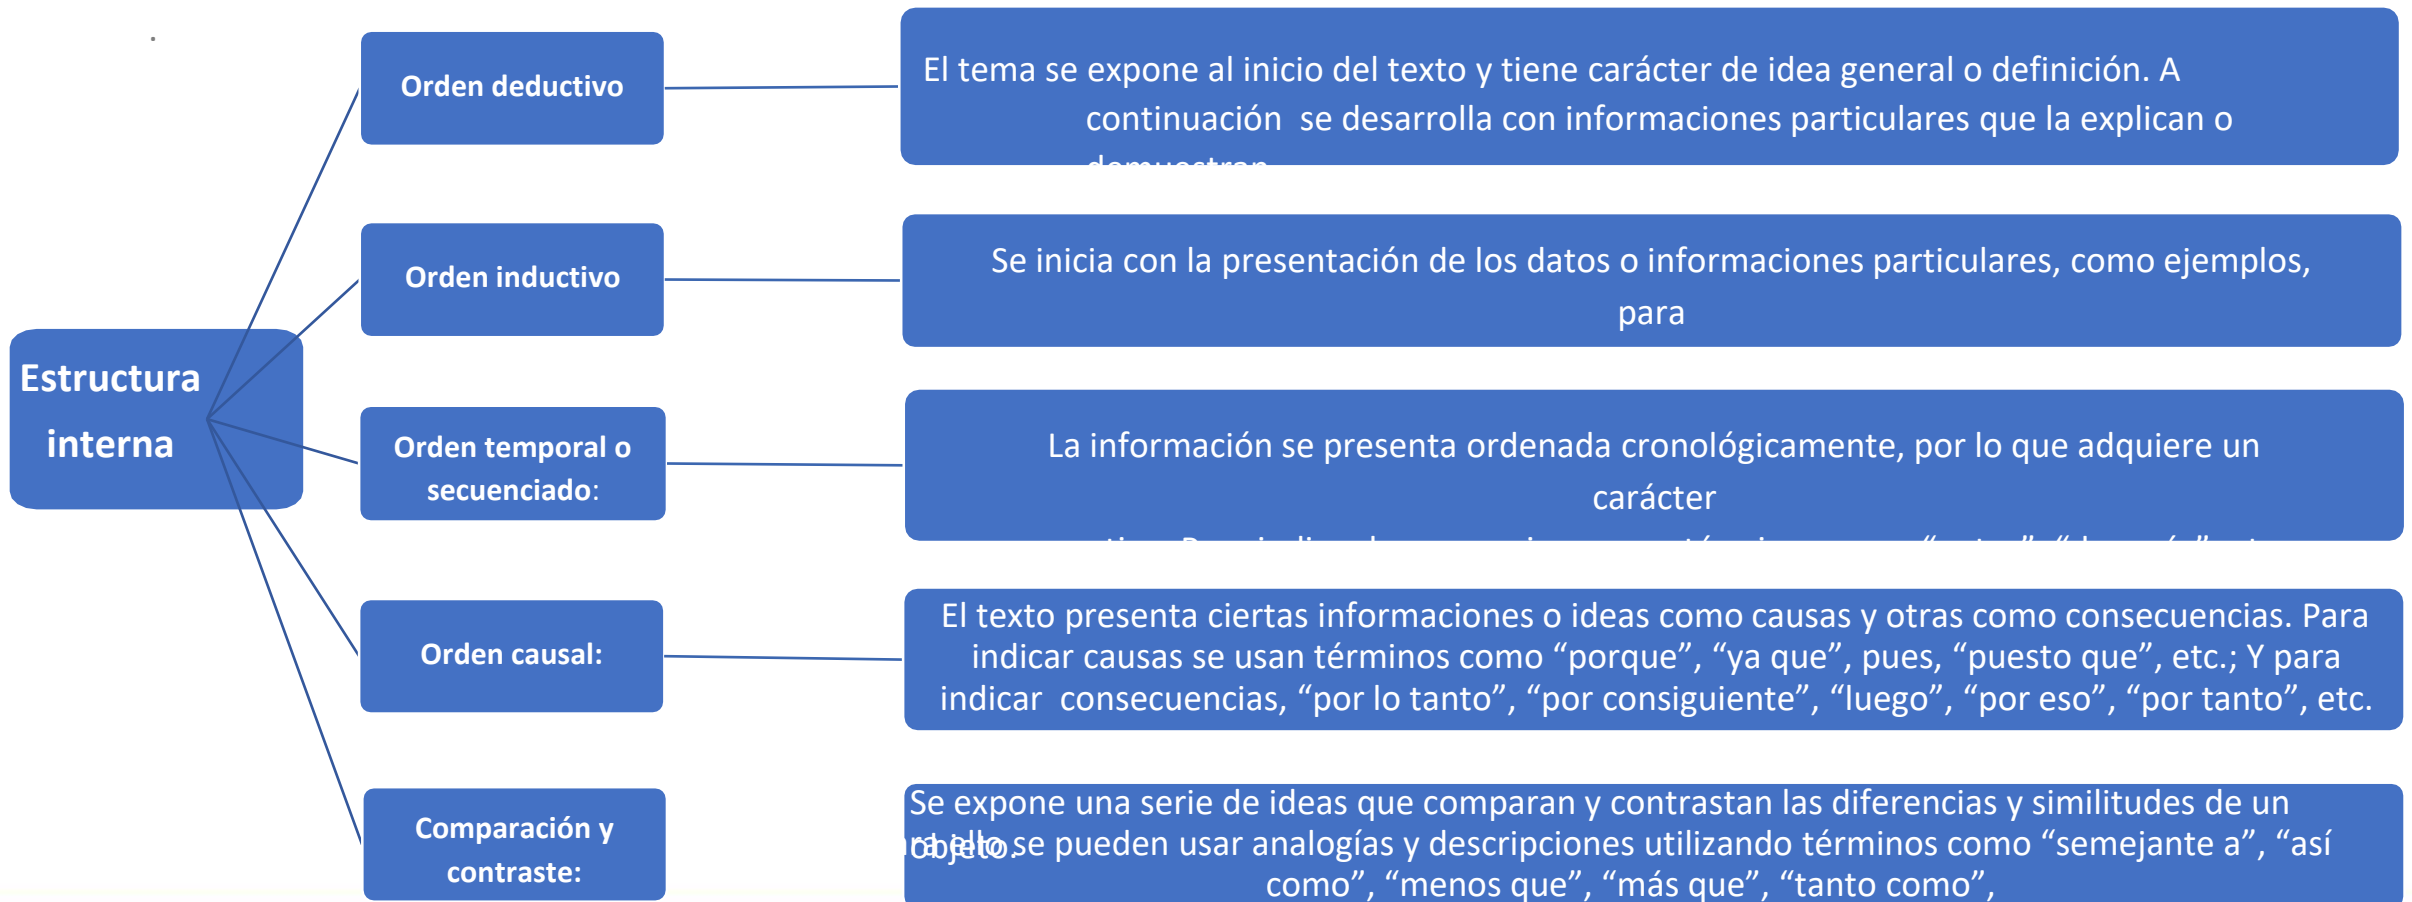 Estructura
interna
Orden deductivo
El tema se expone al inicio del texto y tiene carácter de idea general o definición. A
continuación se desarrolla con informaciones particulares que la explican o
demuestran
Orden inductivo
Se inicia con la presentación de los datos o informaciones particulares, como ejemplos,
para
Orden temporal o
secuenciado:
La información se presenta ordenada cronológicamente, por lo que adquiere un
carácter
Orden causal:
El texto presenta ciertas informaciones o ideas como causas y otras como consecuencias. Para
indicar causas se usan términos como “porque”, “ya que”, pues, “puesto que”, etc.; Y para
indicar consecuencias, “por lo tanto”, “por consiguiente”, “luego”, “por eso”, “por tanto”, etc.
Comparación y
contraste:
Se expone una serie de ideas que comparan y contrastan las diferencias y similitudes de un
objeto.
ello se pueden usar analogías y descripciones utilizando términos como “semejante a”, “así
como”, “menos que”, “más que”, “tanto como”,